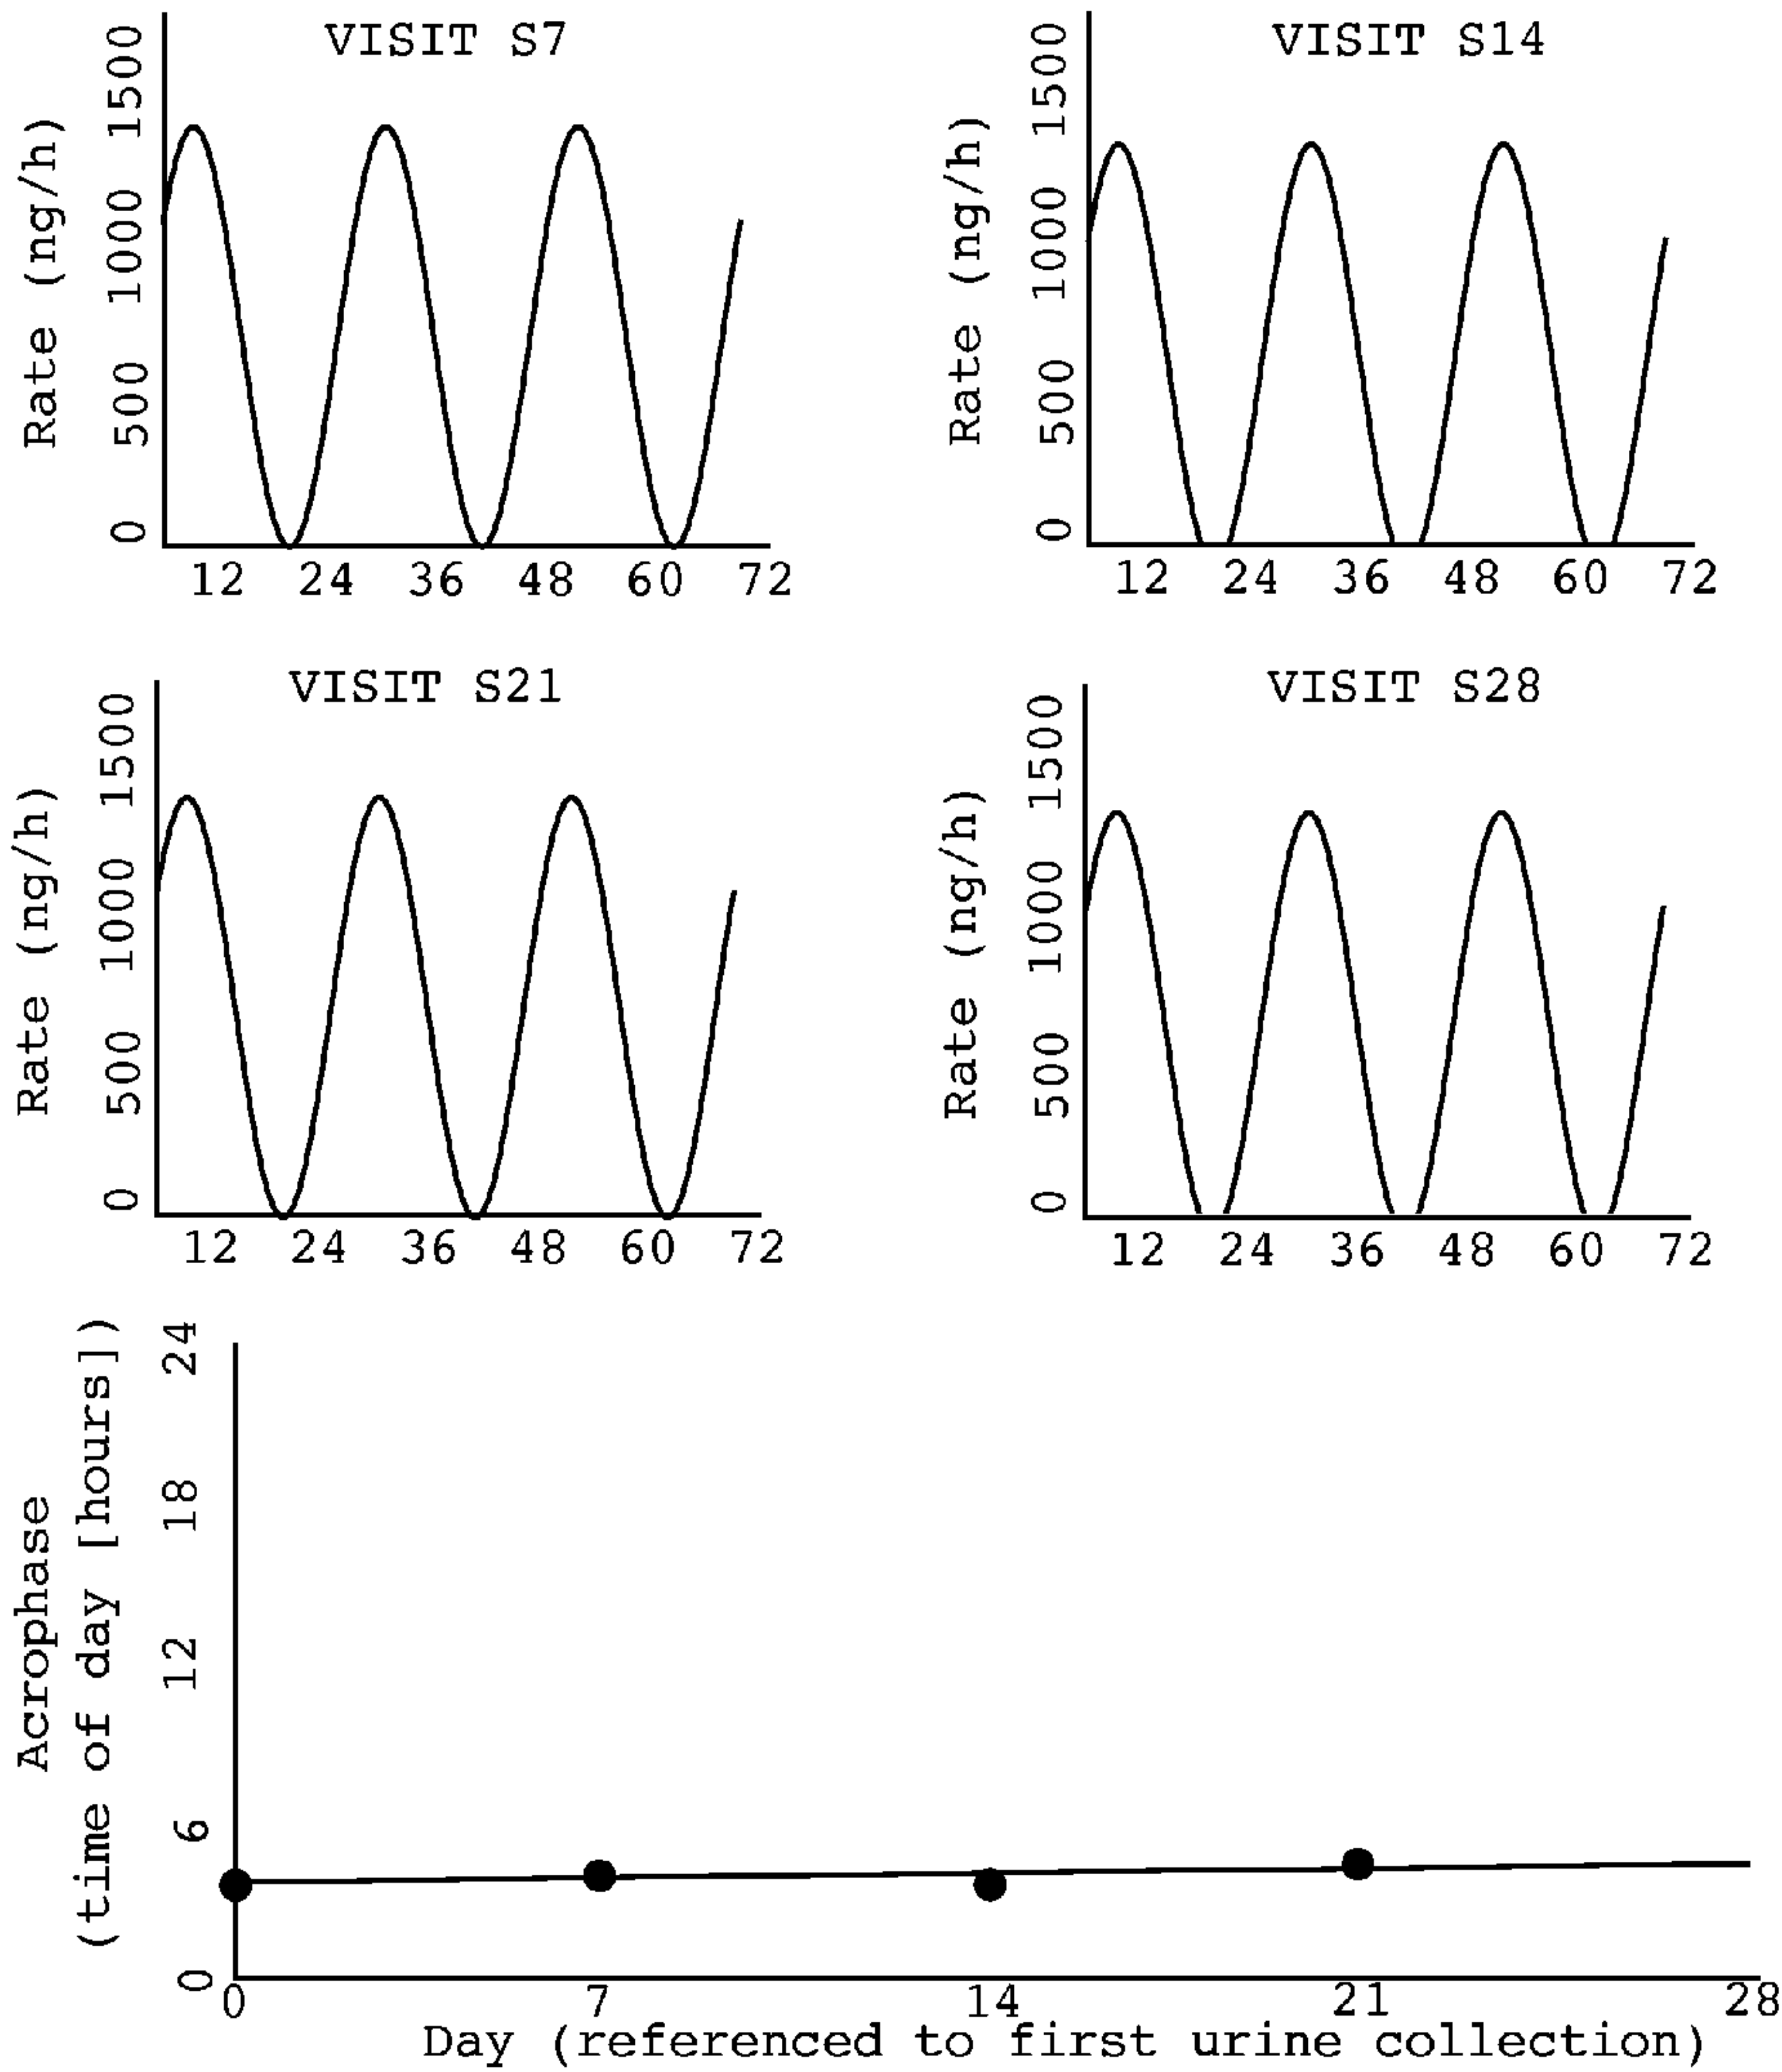 VISIT S7
Rate (ng/h)
1500
1000
500
0
12 24 36 48 60 72
VISIT S14
Rate (ng/h)
1500
1000
500
0
12 24 36 48 60 72
VISIT S21
Rate (ng/h)
1500
1000
500
0
12 24 36 48 60 72
VISIT S28
Rate (ng/h)
1500
1000
500
0
12 24 36 48 60 72
Acrophase
(time of day [hours])
24
18
12
6
0
0 7 14 21 28
Day (referenced to first urine collection)